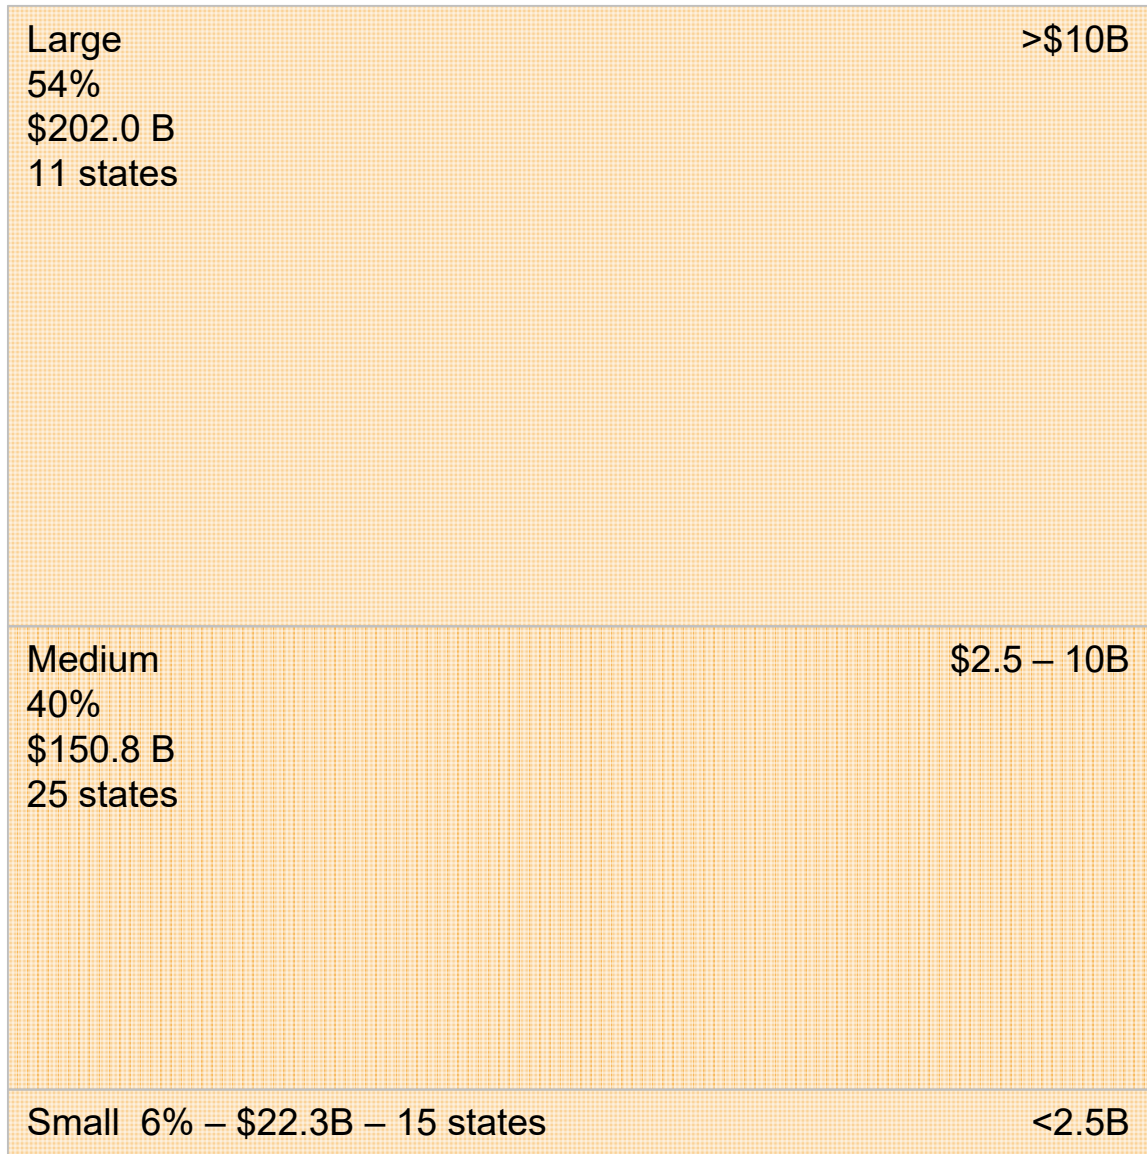 Large >$10B
54%
$202.0 B
11 states
Medium $2.5 – 10B
40%
$150.8 B
25 states
Small 6% – $22.3B – 15 states <2.5B